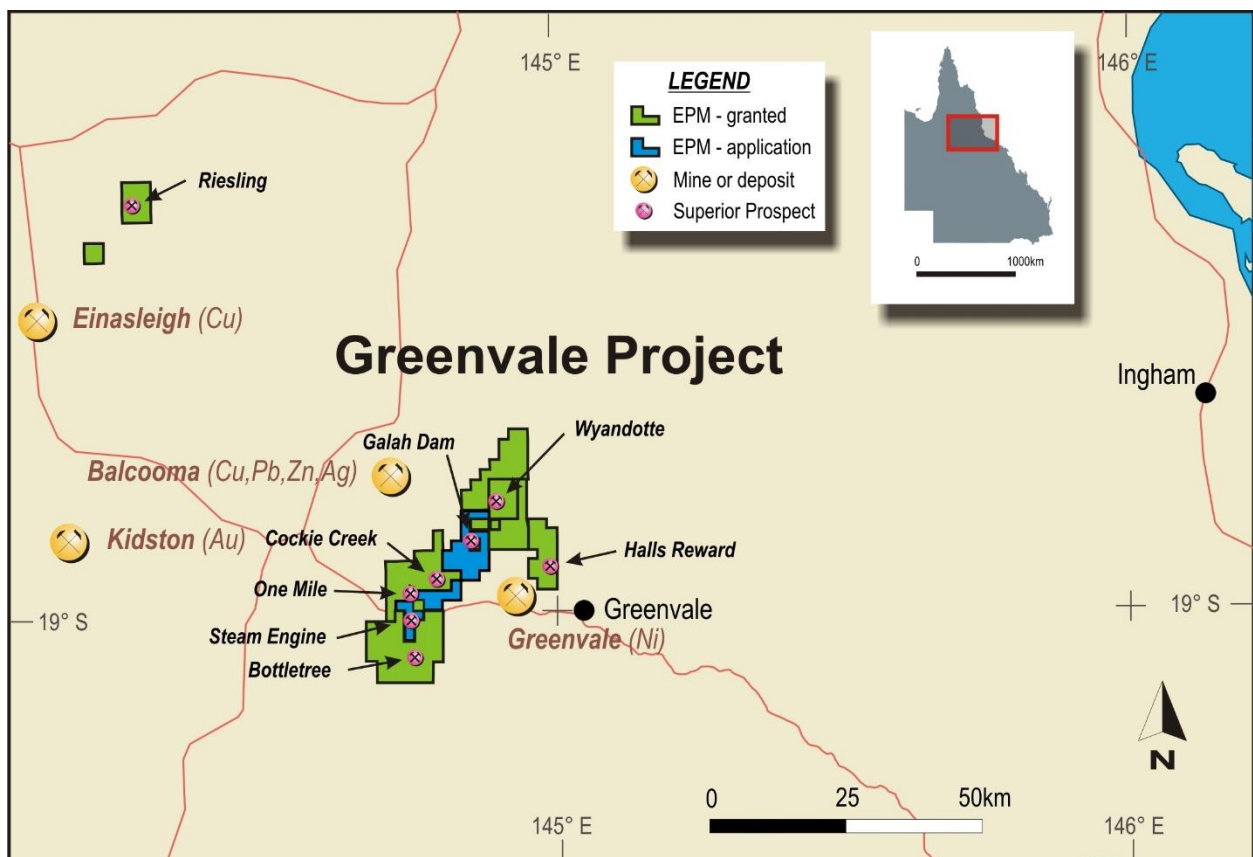 145° E
146° E
LEGEND
EPM - granted
EPM - application
Mine or deposit
Superior Prospect
0 1000km
Riesling
Einasleigh (Cu)
Greenvale Project
Ingham
Wyandotte
Galah Dam
Balcooma (Cu,Pb,Zn,Ag)
Kidston (Au)
Cockie Creek
Halls Reward
One Mile
Greenvale
19° S
19° S
Steam Engine
Greenvale (Ni)
Bottletree
N
0 25 50km
145° E
146° E